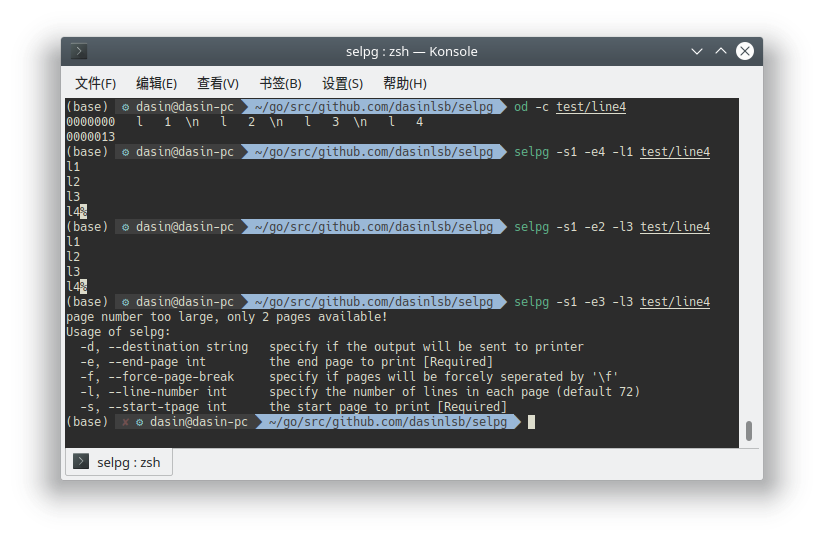 selpg : zsh — Konsole
文件(F) 编辑(E) 查看(V) 书签(B) 设置(S) 帮助(H)
(base) ⚙ dasin@dasin-pc ~/go/src/github.com/dasinlsb/selpg od -c test/line4
0000000 l 1 \n l 2 \n l 3 \n l 4
0000013
(base) ⚙ dasin@dasin-pc ~/go/src/github.com/dasinlsb/selpg selpg -s1 -e4 -l1 test/line4
l1
l2
l3
l4%
(base) ⚙ dasin@dasin-pc ~/go/src/github.com/dasinlsb/selpg selpg -s1 -e2 -l3 test/line4
l1
l2
l3
l4%
(base) ⚙ dasin@dasin-pc ~/go/src/github.com/dasinlsb/selpg selpg -s1 -e3 -l3 test/line4
page number too large, only 2 pages available!
Usage of selpg:
-d, --destination string specify if the output will be sent to printer
-e, --end-page int the end page to print [Required]
-f, --force-page-break specify if pages will be forcely seperated by '\f'
-l, --line-number int specify the number of lines in each page (default 72)
-s, --start-tpage int the start page to print [Required]
(base) ✘ ⚙ dasin@dasin-pc ~/go/src/github.com/dasinlsb/selpg
selpg : zsh